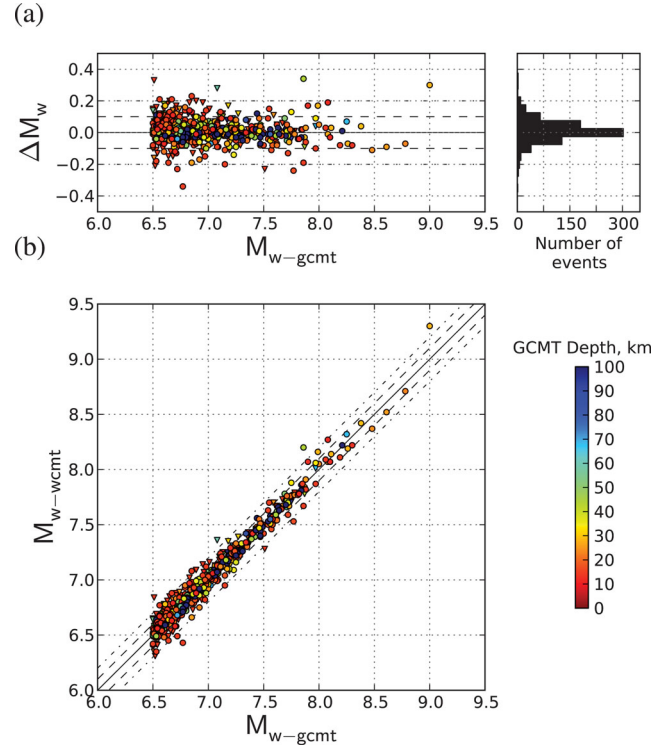 (a)
0.4
0.2
0.0
−0.2
−0.4
ΔM_w
6.0 6.5 7.0 7.5 8.0 8.5 9.0 9.5
M_w−gcmt
0 150 300
Number of
events
(b)
9.5
9.0
8.5
8.0
7.5
7.0
6.5
6.0
M_w−wcmt
6.0 6.5 7.0 7.5 8.0 8.5 9.0 9.5
M_w−gcmt
GCMT Depth, km
100
90
80
70
60
50
40
30
20
10
0